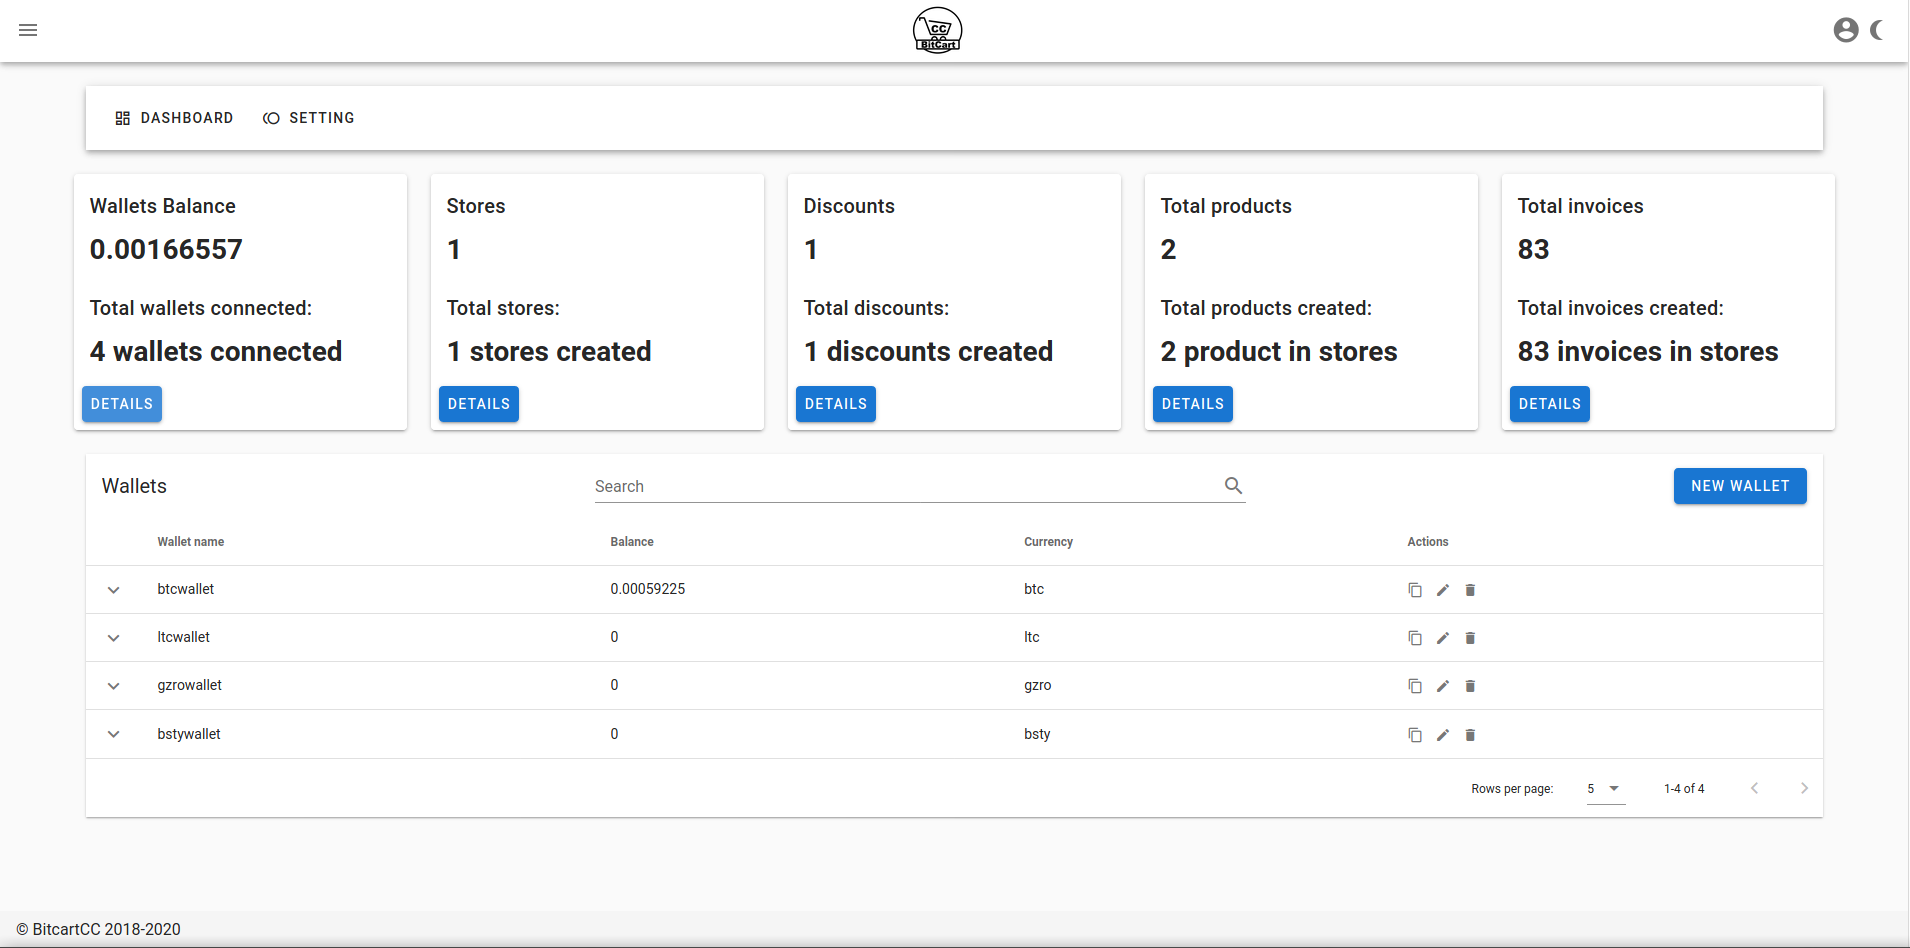 CC
BitCart
DASHBOARD SETTING
Wallets Balance
0.00166557
Total wallets connected:
4 wallets connected
DETAILS
Stores
1
Total stores:
1 stores created
DETAILS
Discounts
1
Total discounts:
1 discounts created
DETAILS
Total products
2
Total products created:
2 product in stores
DETAILS
Total invoices
83
Total invoices created:
83 invoices in stores
DETAILS
Wallets Search NEW WALLET
Wallet name Balance Currency Actions
btcwallet 0.00059225 btc
ltcwallet 0 ltc
gzrowallet 0 gzro
bstywallet 0 bsty
Rows per page: 5 1-4 of 4
© BitcartCC 2018-2020